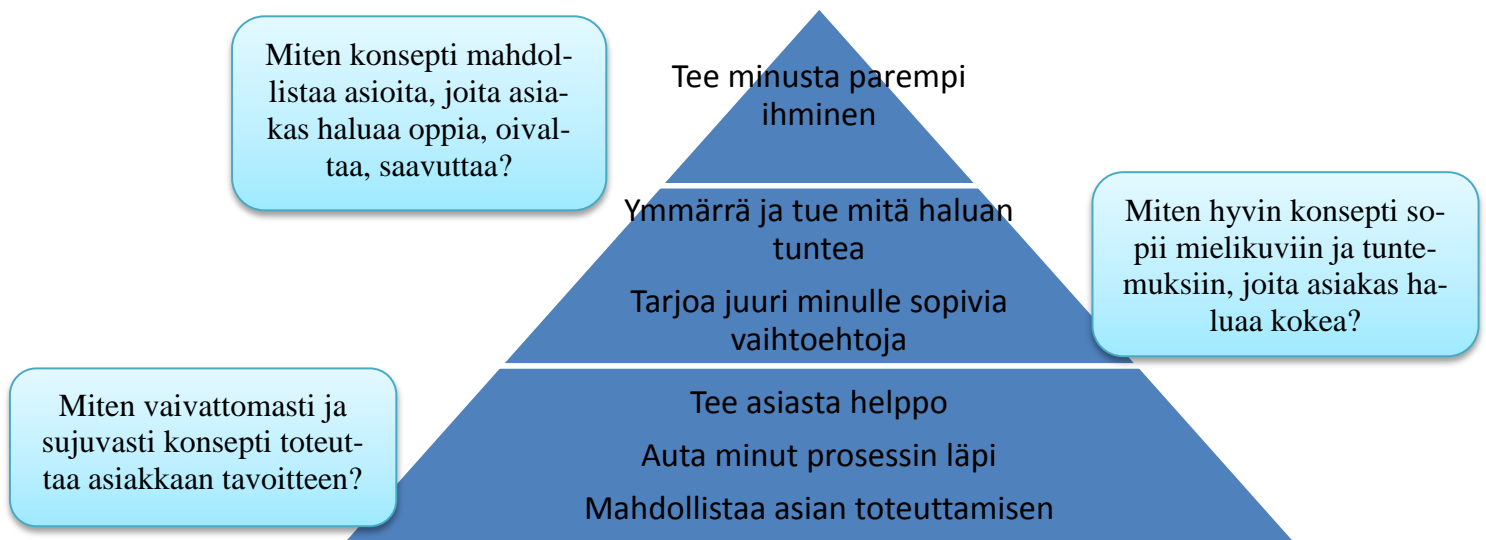 Miten konsepti mahdol-
listaa asioita, joita asia-
kas haluaa oppia, oival-
taa, saavuttaa?
Tee minusta parempi
ihminen
Ymmärrä ja tue mitä haluan
tuntea
Tarjoa juuri minulle sopivia
vaihtoehtoja
Miten hyvin konsepti so-
pii mielikuviin ja tunte-
muksiin, joita asiakas ha-
luaa kokea?
Miten vaivattomasti ja
sujuvasti konsepti toteut-
taa asiakkaan tavoitteen?
Tee asiasta helppo
Auta minut prosessin läpi
Mahdollistaa asian toteuttamisen